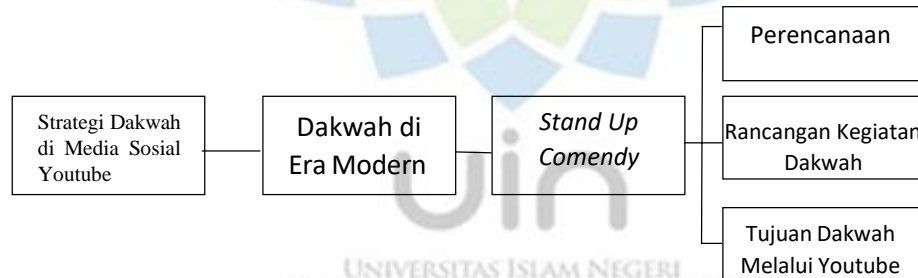 Strategi Dakwah
di Media Sosial
Youtube
Dakwah di
Era Modern
Stand Up
Comendy
Perencanaan
Rancangan Kegiatan
Dakwah
Tujuan Dakwah
Melalui Youtube
uin
UNIVERSITAS ISLAM NEGERI